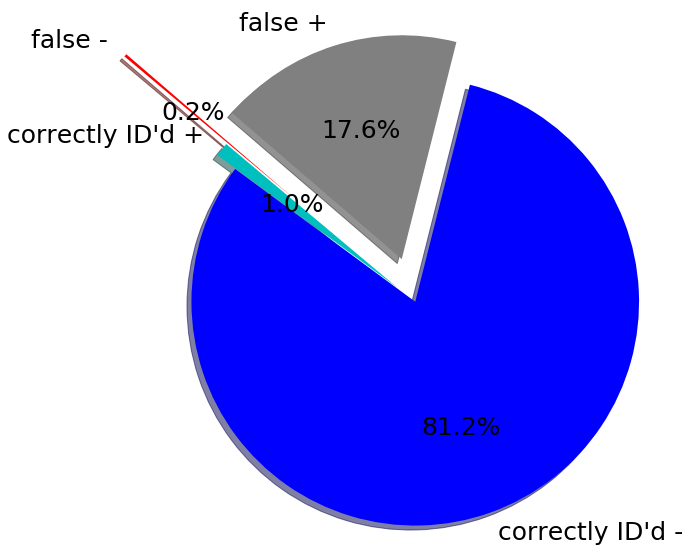 false +
false -
0.2%
correctly ID'd +
17.6%
1.0%
81.2%
correctly ID'd -